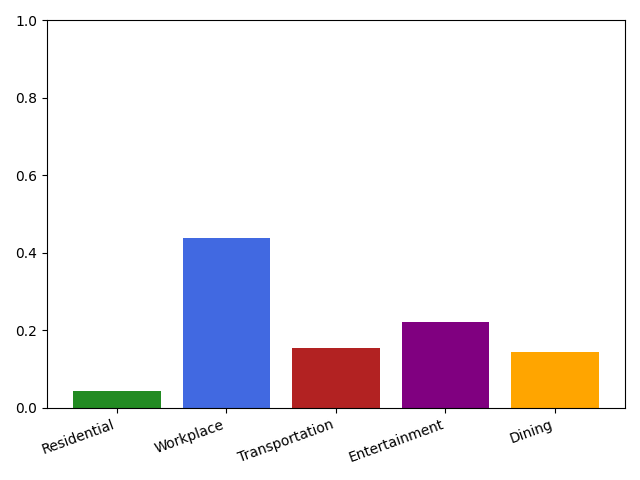 1.0
0.8
0.6
0.4
0.2
0.0
Residential
Workplace
Transportation
Entertainment
Dining